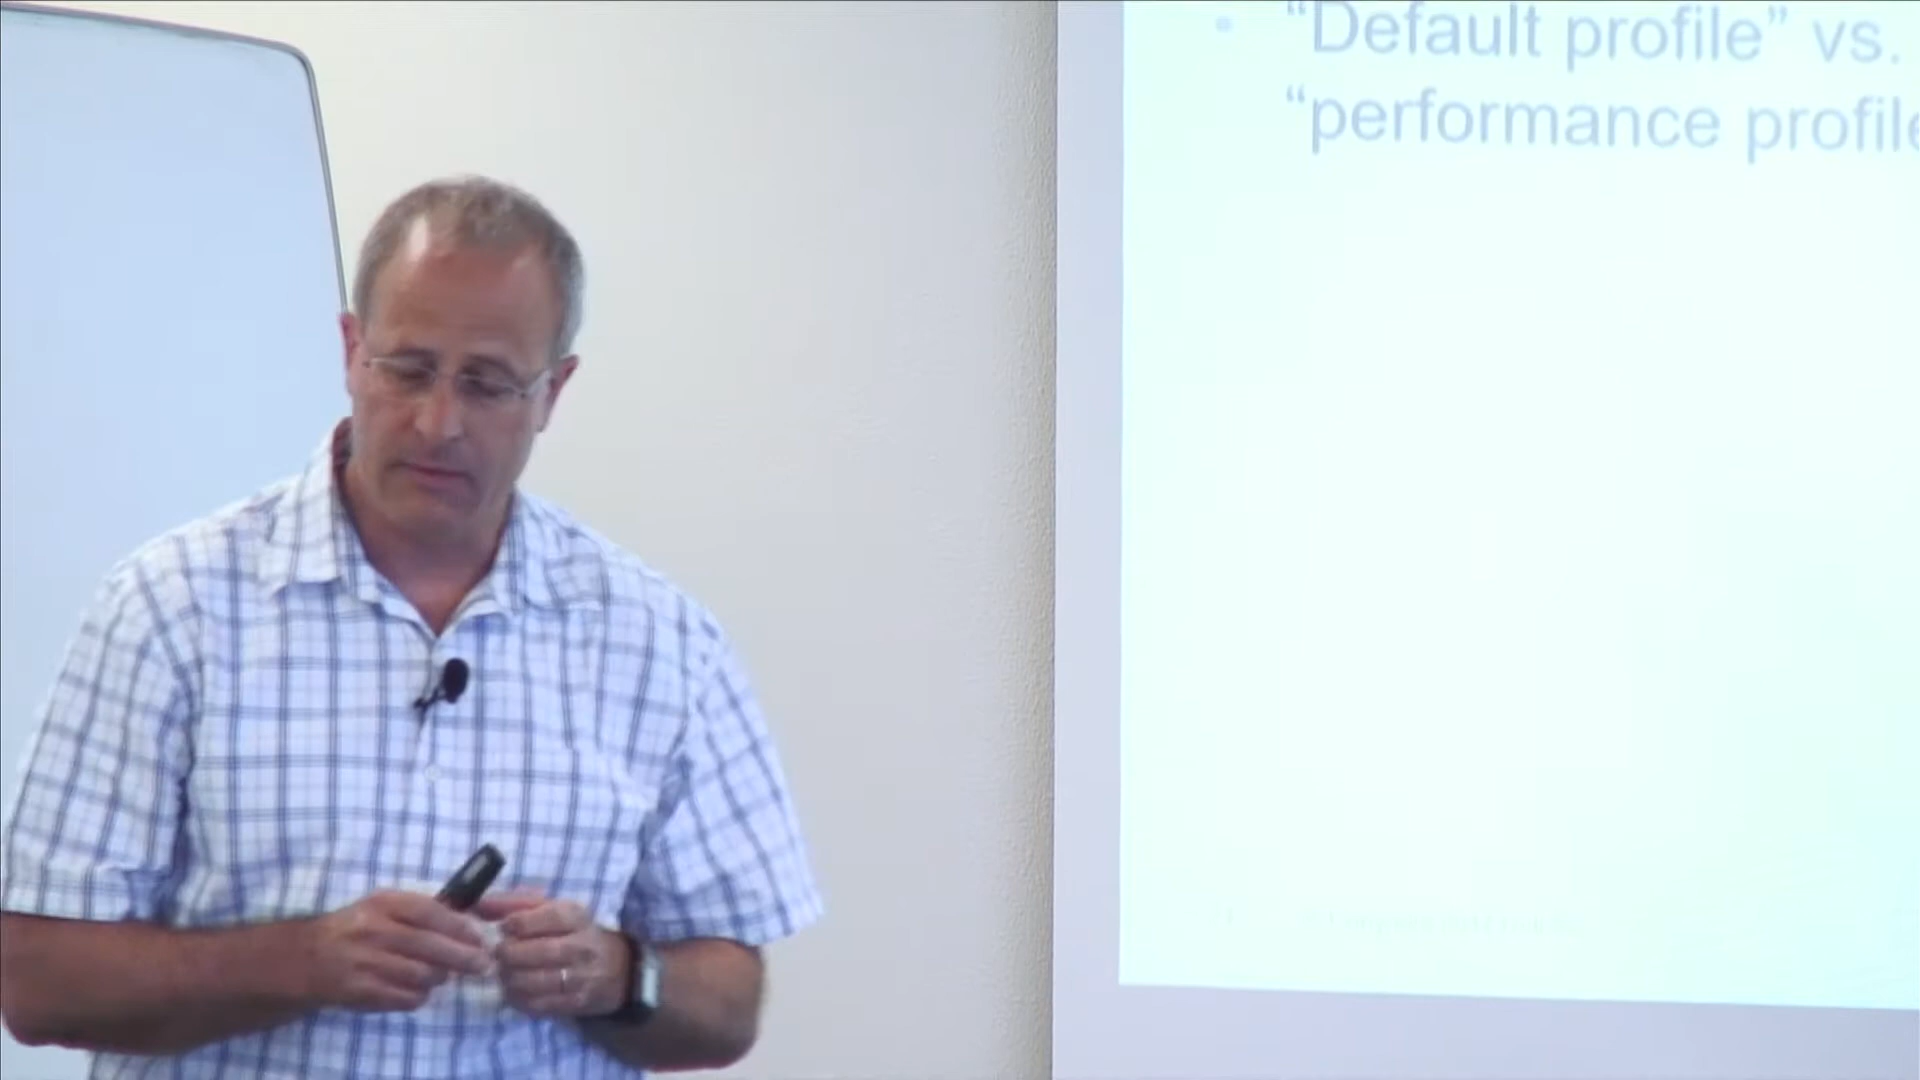 • “Default profile” vs.
“performance profile